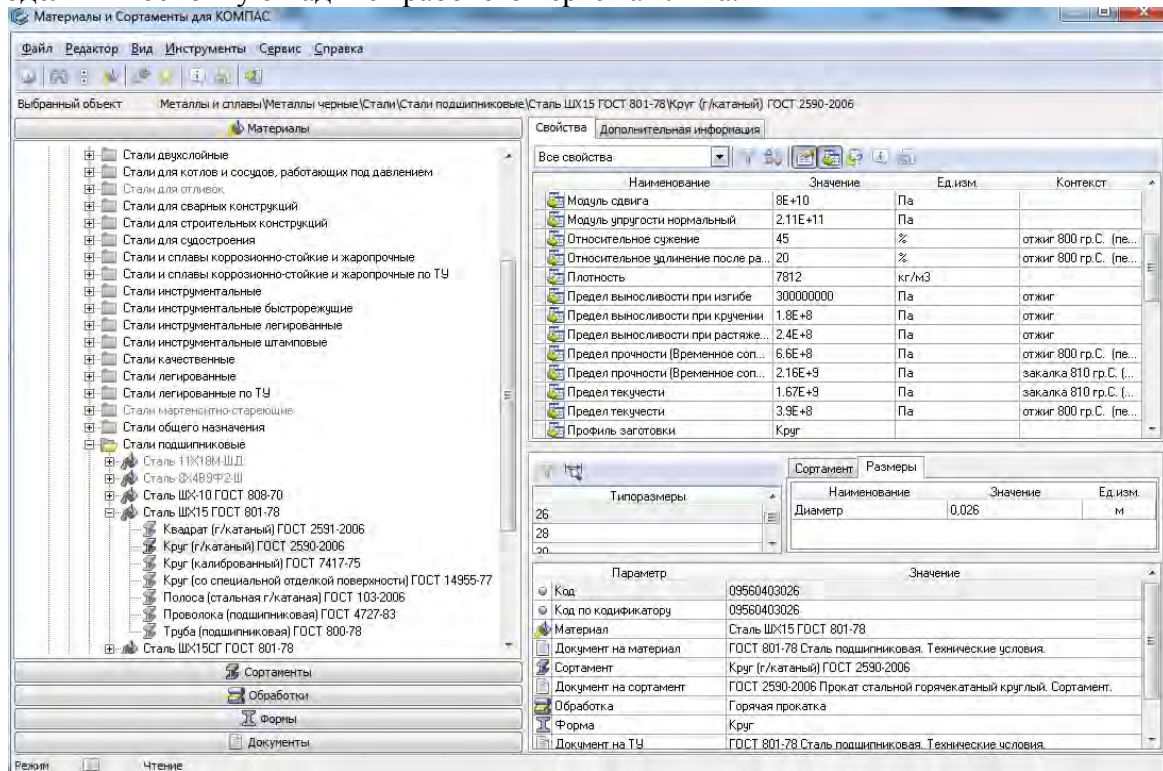 Материалы и Сортаменты для КОМПАС
Файл Редактор Вид Инструменты Сервис Справка
Выбранный объект Металлы и сплавы\Металлы черные\Стали\Стали подшипниковые\Сталь ШХ15 ГОСТ 801-78\Круг (г/катаный) ГОСТ 2590-2006
Материалы
Стали двухслойные
Стали для котлов и сосудов, работающих под давлением
Стали для отливок
Стали для сварных конструкций
Стали для строительных конструкций
Стали для судостроения
Стали и сплавы коррозионно-стойкие и жаропрочные
Стали и сплавы коррозионно-стойкие и жаропрочные по ТУ
Стали инструментальные
Стали инструментальные быстрорежущие
Стали инструментальные легированные
Стали инструментальные штамповые
Стали качественные
Стали легированные
Стали легированные по ТУ
Стали мартенситно-стареющие
Стали общего назначения
Стали подшипниковые
Сталь 11Х18М-ШД
Сталь 8Х4В9Ф2-Ш
Сталь ШХ-10 ГОСТ 808-70
Сталь ШХ15 ГОСТ 801-78
Квадрат (г/катаный) ГОСТ 2591-2006
Круг (г/катаный) ГОСТ 2590-2006
Круг (калиброванный) ГОСТ 7417-75
Круг (со специальной отделкой поверхности) ГОСТ 14955-77
Полоса (стальная г/катаная) ГОСТ 103-2006
Проволока (подшипниковая) ГОСТ 4727-83
Труба (подшипниковая) ГОСТ 800-78
Сталь ШХ15СГ ГОСТ 801-78
Сортаменты
Обработки
Формы
Документы
Режим Чтение
Свойства Дополнительная информация
Все свойства
Наименование Значение Ед.изм. Контекст
Модуль сдвига 8E+10 Па
Модуль упругости нормальный 2.11E+11 Па
Относительное сужение 45 % отжиг 800 гр.С. (пе...
Относительное удлинение после ра... 20 % отжиг 800 гр.С. (пе...
Плотность 7812 кг/м3
Предел выносливости при изгибе 300000000 Па отжиг
Предел выносливости при кручении 1.8E+8 Па отжиг
Предел выносливости при растяже... 2.4E+8 Па отжиг
Предел прочности (Временное соп... 6.6E+8 Па отжиг 800 гр.С. (пе...
Предел прочности (Временное соп... 2.16E+9 Па закалка 810 гр.С. (...
Предел текучести 1.67E+9 Па закалка 810 гр.С. (...
Предел текучести 3.9E+8 Па отжиг 800 гр.С. (пе...
Профиль заготовки Круг
Типоразмеры
26
28
30
Сортамент Размеры
Наименование Значение Ед.изм.
Диаметр 0,026 м
Параметр Значение
Код 09560403026
Код по кодификатору 09560403026
Материал Сталь ШХ15 ГОСТ 801-78
Документ на материал ГОСТ 801-78 Сталь подшипниковая. Технические условия.
Сортамент Круг (г/катаный) ГОСТ 2590-2006
Документ на сортамент ГОСТ 2590-2006 Прокат стальной горячекатаный круглый. Сортамент.
Обработка Горячая прокатка
Форма Круг
Документ на ТУ ГОСТ 801-78 Сталь подшипниковая. Технические условия.